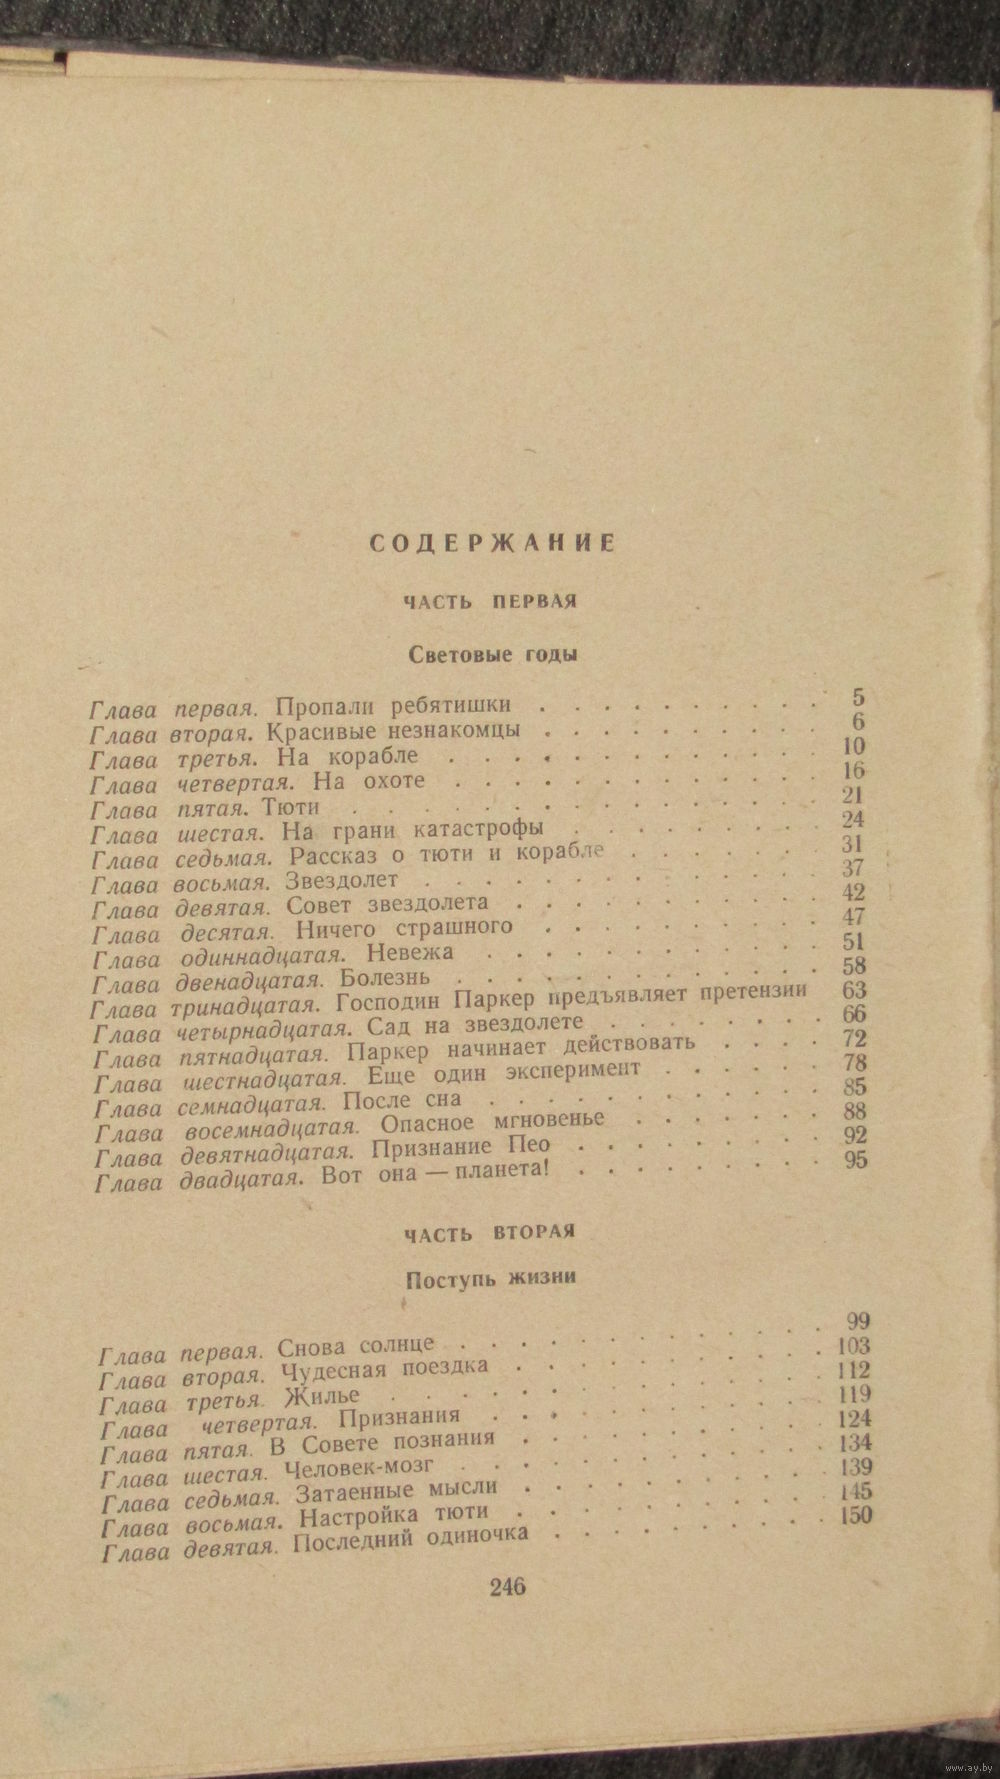 СОДЕРЖАНИЕ
ЧАСТЬ ПЕРВАЯ
Световые годы
Глава первая. Пропали ребятишки . . . . . . . . . . 5
Глава вторая. Красивые незнакомцы . . . . . . . . . . 6
Глава третья. На корабле . . . . . . . . . . . . 10
Глава четвертая. На охоте . . . . . . . . . . . . 16
Глава пятая. Тюти . . . . . . . . . . . . . . . 21
Глава шестая. На грани катастрофы . . . . . . . . . 24
Глава седьмая. Рассказ о тюти и корабле . . . . . . . 31
Глава восьмая. Звездолет . . . . . . . . . . . . . 37
Глава девятая. Совет звездолета . . . . . . . . . . 42
Глава десятая. Ничего страшного . . . . . . . . . . 47
Глава одиннадцатая. Невежа . . . . . . . . . . . . 51
Глава двенадцатая. Болезнь . . . . . . . . . . . . 58
Глава тринадцатая. Господин Паркер предъявляет претензии 63
Глава четырнадцатая. Сад на звездолете . . . . . . . . 66
Глава пятнадцатая. Паркер начинает действовать . . . . 72
Глава шестнадцатая. Еще один эксперимент . . . . . . 78
Глава семнадцатая. После сна . . . . . . . . . . . 85
Глава восемнадцатая. Опасное мгновенье . . . . . . . 88
Глава девятнадцатая. Признание Пео . . . . . . . . . 92
Глава двадцатая. Вот она — планета! . . . . . . . . . 95
ЧАСТЬ ВТОРАЯ
Поступь жизни
Глава первая. Снова солнце . . . . . . . . . . . . 99
Глава вторая. Чудесная поездка . . . . . . . . . . . 103
Глава третья. Жилье . . . . . . . . . . . . . . 112
Глава четвертая. Признания . . . . . . . . . . . . 119
Глава пятая. В Совете познания . . . . . . . . . . . 124
Глава шестая. Человек-мозг . . . . . . . . . . . . 134
Глава седьмая. Затаенные мысли . . . . . . . . . . . 139
Глава восьмая. Настройка тюти . . . . . . . . . . . 145
Глава девятая. Последний одиночка . . . . . . . . . . 150
246
www.ay.by